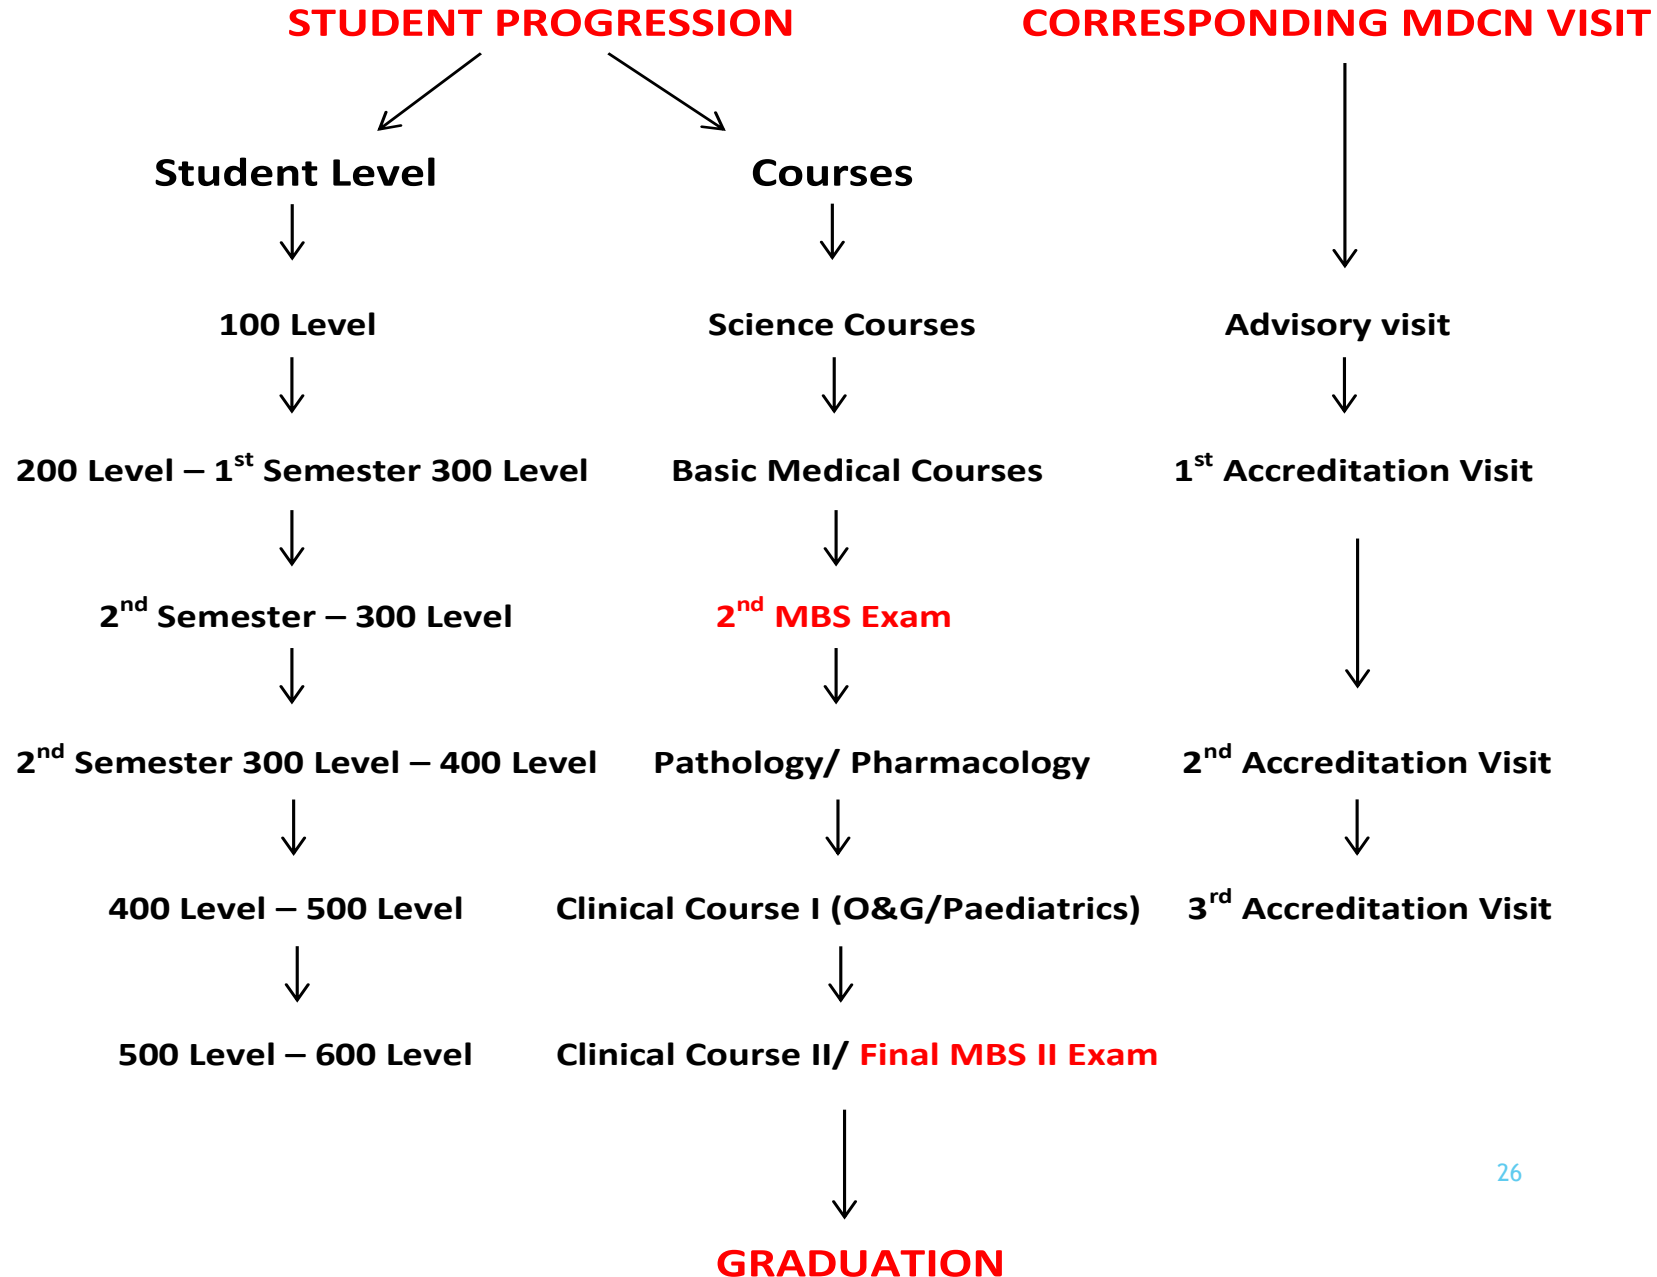 STUDENT PROGRESSION
CORRESPONDING MDCN VISIT
Student Level
Courses
100 Level
Science Courses
Advisory visit
200 Level – 1st Semester 300 Level
Basic Medical Courses
1st Accreditation Visit
2nd Semester – 300 Level
2nd MBS Exam
2nd Semester 300 Level – 400 Level
Pathology/ Pharmacology
2nd Accreditation Visit
400 Level – 500 Level
Clinical Course I (O&G/Paediatrics)
3rd Accreditation Visit
500 Level – 600 Level
Clinical Course II/ Final MBS II Exam
26
GRADUATION